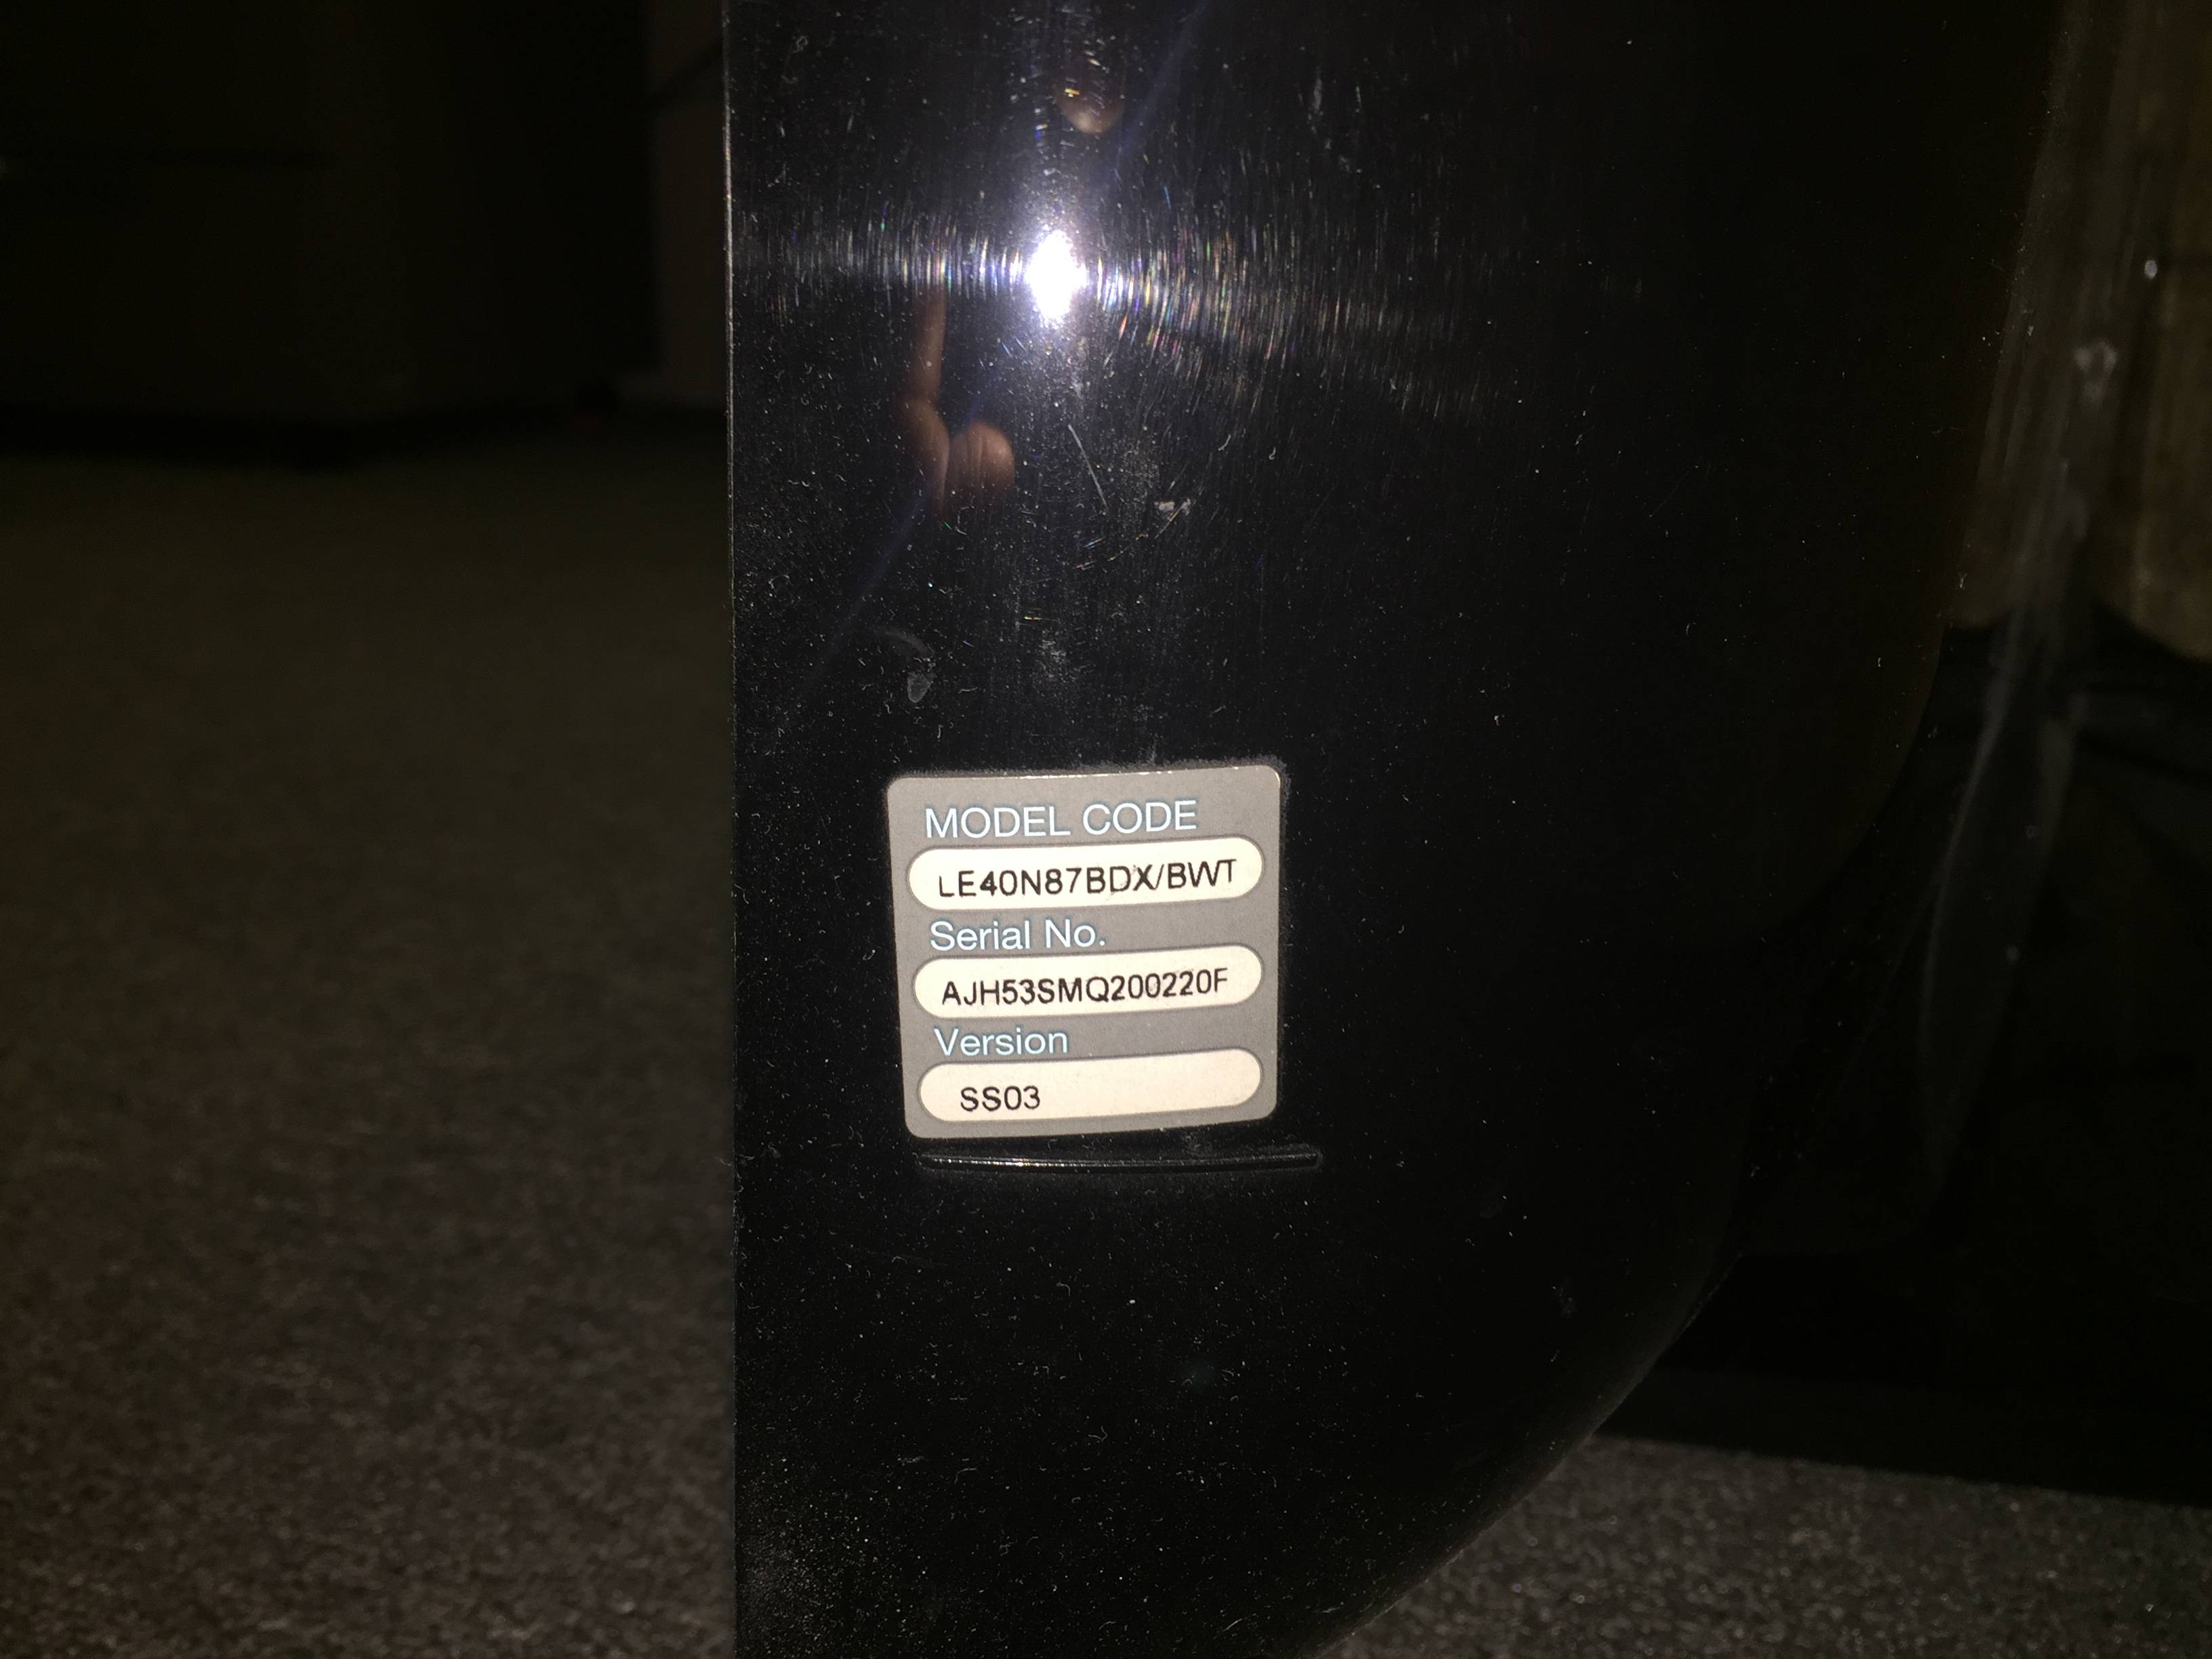 MODEL CODE
LE40N87BDX/BWT
Serial No.
AJH53SMQ200220F
Version
SS03